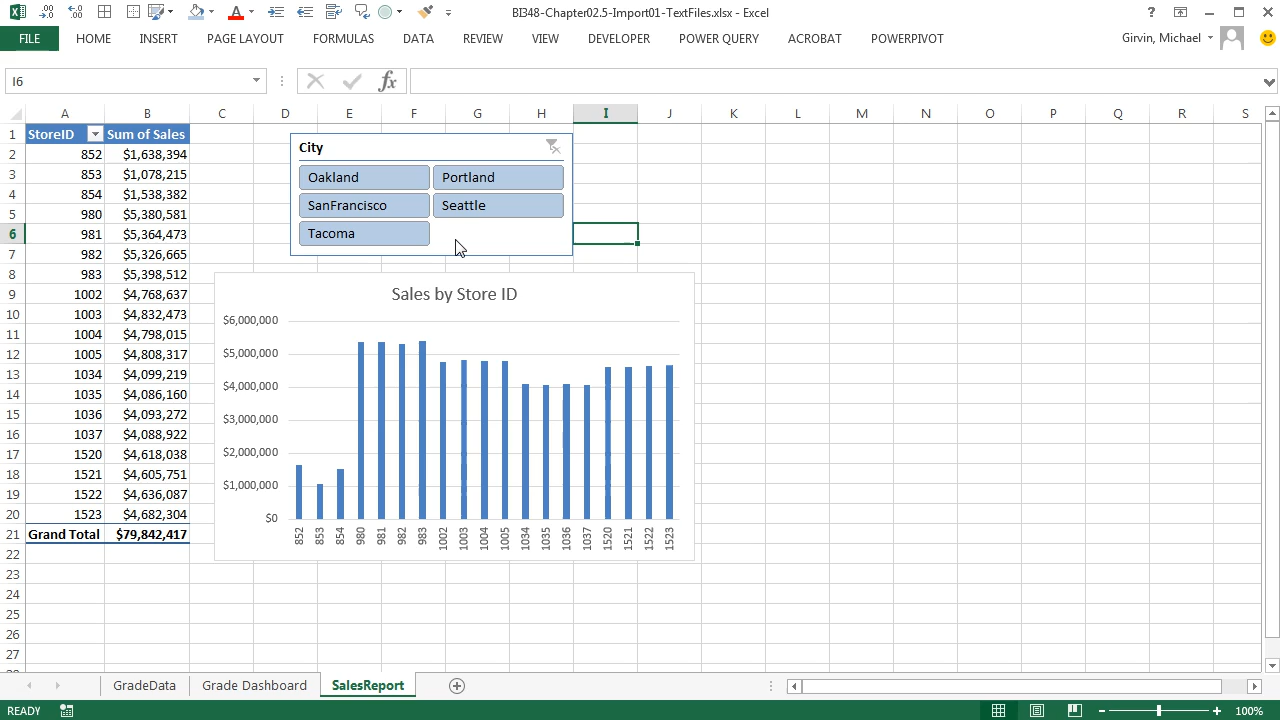 BI348-Chapter02.5-Import01-TextFiles.xlsx - Excel
FILE HOME INSERT PAGE LAYOUT FORMULAS DATA REVIEW VIEW DEVELOPER POWER QUERY ACROBAT POWERPIVOT Girvin, Michael
I6 fx
A B C D E F G H I J K L M N O P Q R S
1 StoreID Sum of Sales
2 852 $1,638,394
3 853 $1,078,215
4 854 $1,538,382
5 980 $5,380,581
6 981 $5,364,473
7 982 $5,326,665
8 983 $5,398,512
9 1002 $4,768,637
10 1003 $4,832,473
11 1004 $4,798,015
12 1005 $4,808,317
13 1034 $4,099,219
14 1035 $4,086,160
15 1036 $4,093,272
16 1037 $4,088,922
17 1520 $4,618,038
18 1521 $4,605,751
19 1522 $4,636,087
20 1523 $4,682,304
21 Grand Total $79,842,417
22
23
24
25
26
27
City
Oakland Portland
SanFrancisco Seattle
Tacoma
Sales by Store ID
$6,000,000
$5,000,000
$4,000,000
$3,000,000
$2,000,000
$1,000,000
$0
852 853 854 980 981 982 983 1002 1003 1004 1005 1034 1035 1036 1037 1520 1521 1522 1523
GradeData Grade Dashboard SalesReport
READY 100%